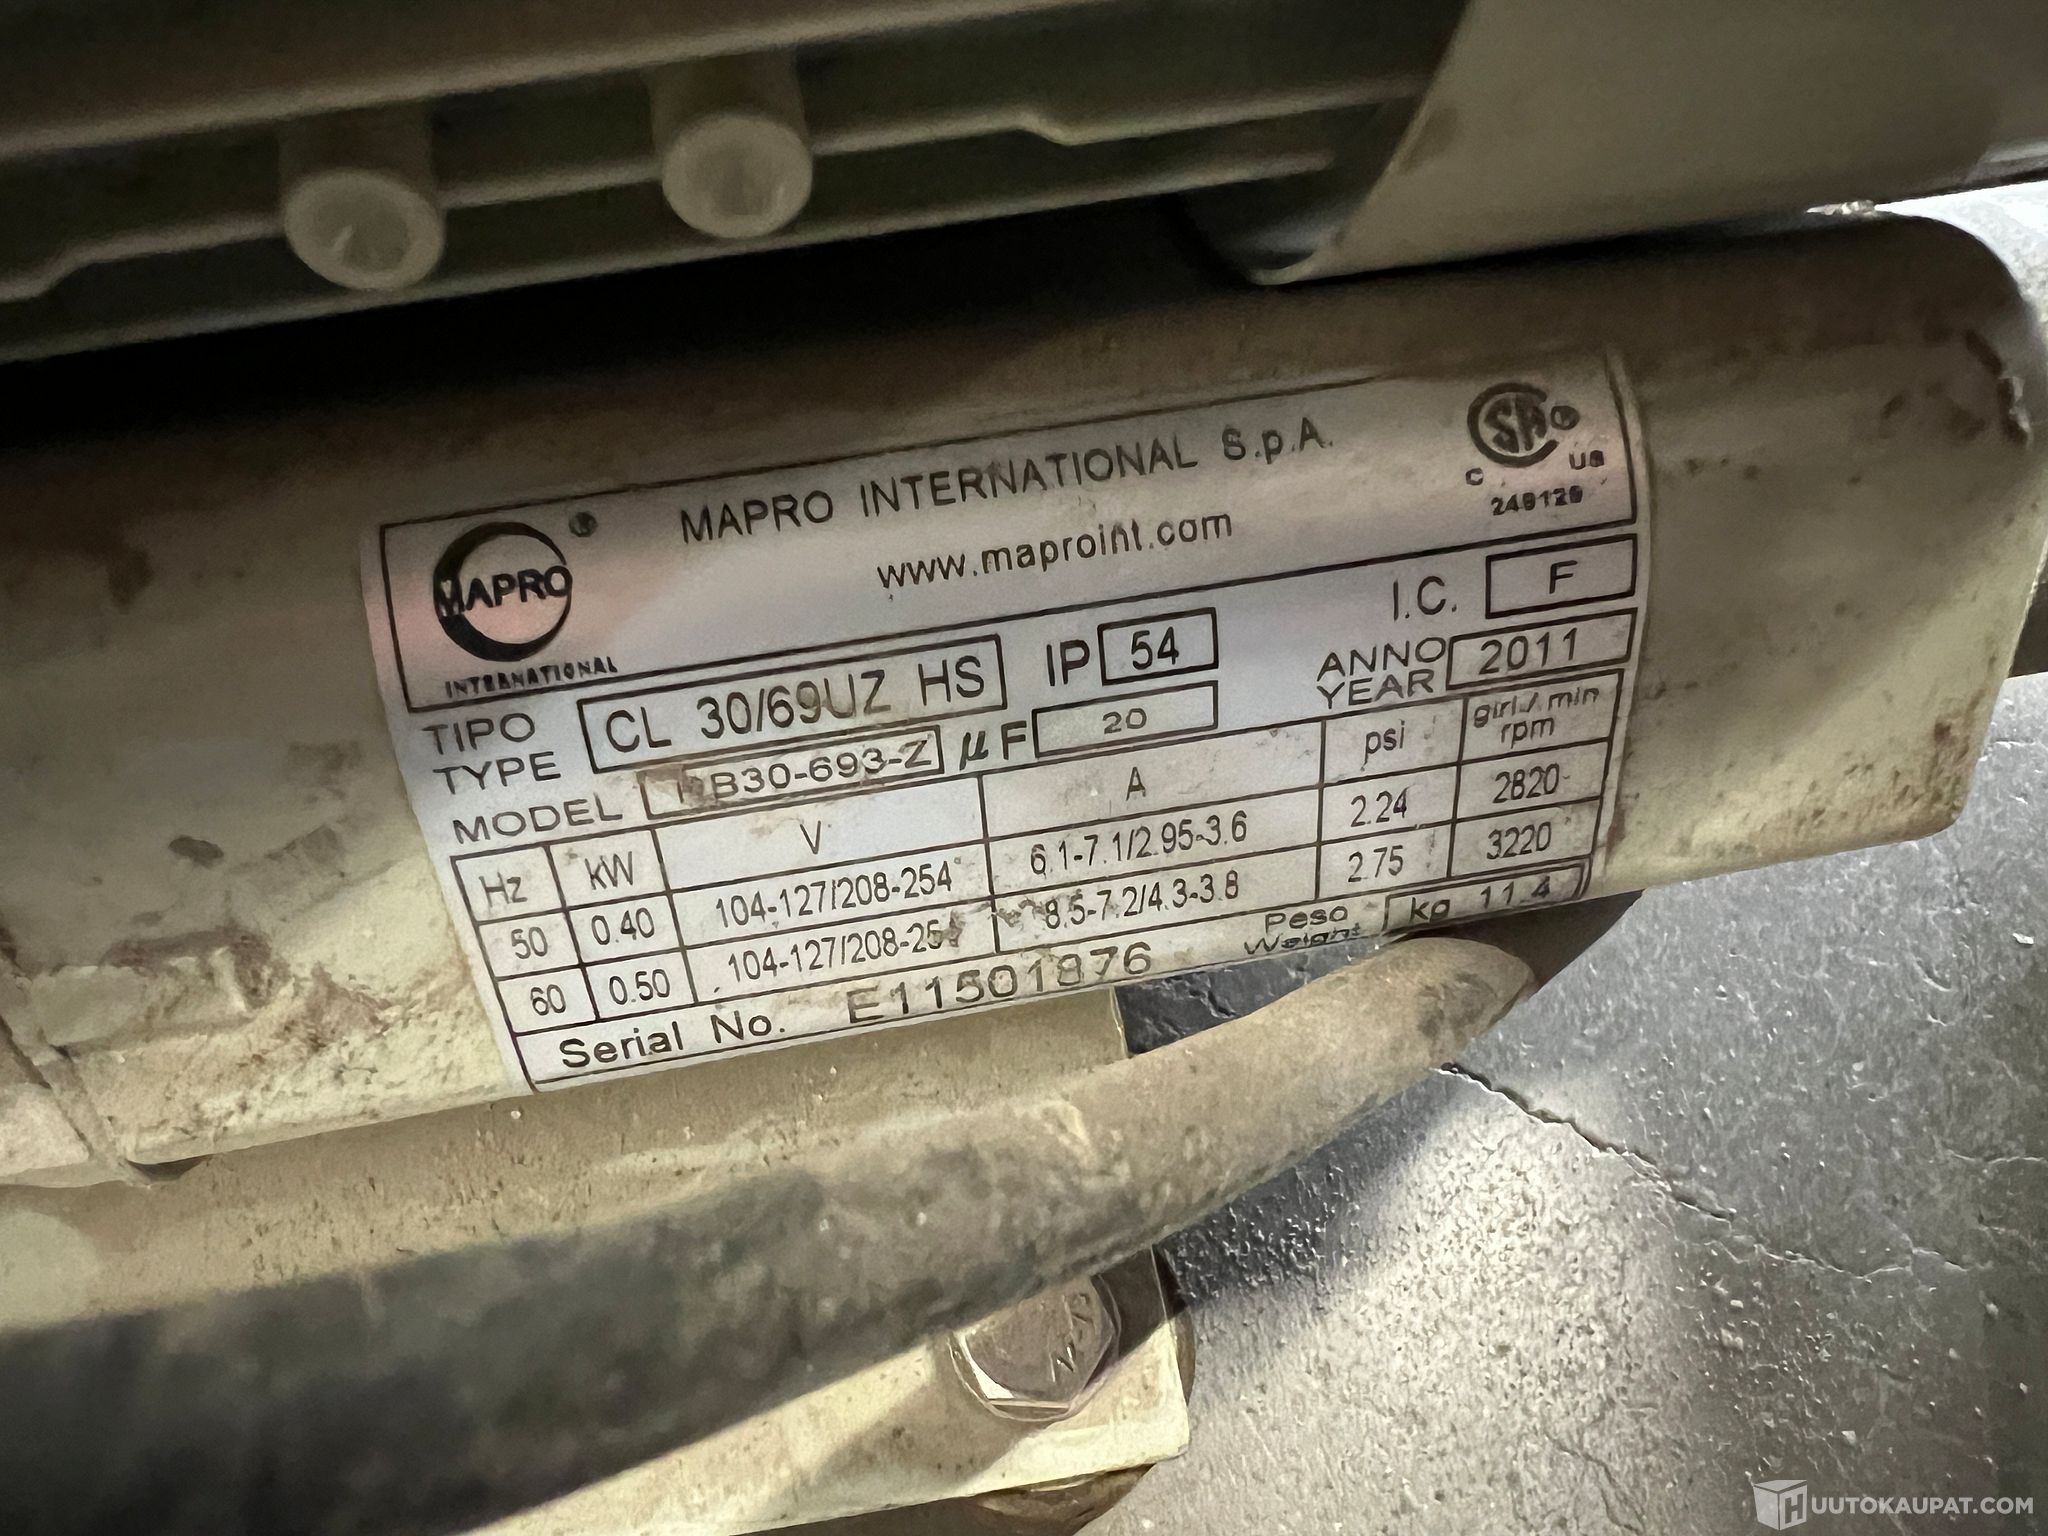 MAPRO INTERNATIONAL S.p.A.
www.maproint.com
MAPRO ®
INTERNATIONAL
SA ®
C US
249126
I.C. F
TIPO
TYPE CL 30/69UZ HS IP 54 ANNO
YEAR 2011
MODEL B30-693-Z µF 20
Hz kW V A psi giri / min
rpm
50 0.40 104-127/208-254 6.1-7.1/2.95-3.6 2.24 2820
60 0.50 104-127/208-254 8.5-7.2/4.3-3.8 2.75 3220
Serial No. E11501876 Peso
Weight kg 11.4
HUUTOKAUPAT.COM